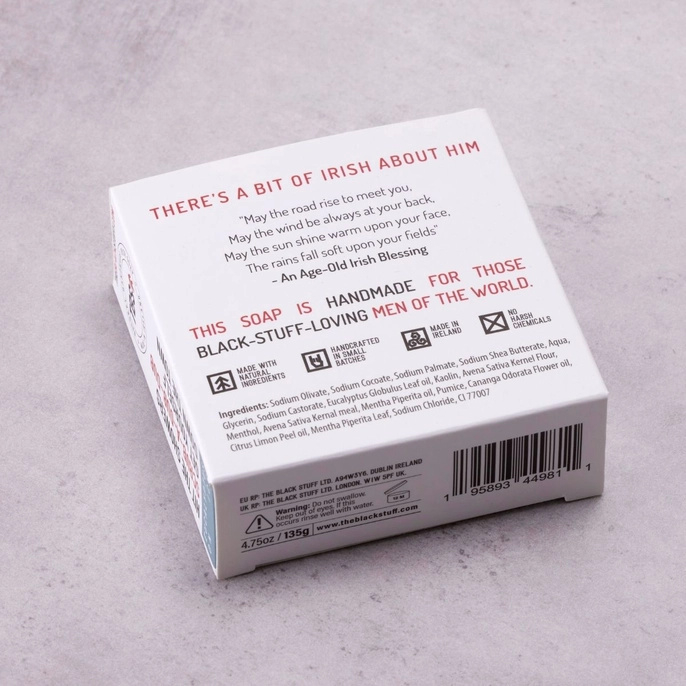 THERE'S A BIT OF IRISH ABOUT HIM
"May the road rise to meet you,
May the wind be always at your back,
May the sun shine warm upon your face,
The rains fall soft upon your fields"
- An Age-Old Irish Blessing
THIS SOAP IS HANDMADE FOR THOSE
BLACK-STUFF-LOVING MEN OF THE WORLD.
MADE WITH
NATURAL
INGREDIENTS
HANDCRAFTED
IN SMALL
BATCHES
MADE IN
IRELAND
NO
HARSH
CHEMICALS
Ingredients: Sodium Olivate, Sodium Cocoate, Sodium Palmate, Sodium Shea Butterate, Aqua,
Glycerin, Sodium Castorate, Eucalyptus Globulus Leaf oil, Kaolin, Avena Sativa Kernel Flour,
Menthol, Avena Sativa Kernel meal, Mentha Piperita oil, Pumice, Cananga Odorata Flower oil,
Citrus Limon Peel oil, Mentha Piperita Leaf, Sodium Chloride, CI 77007
EU RP: THE BLACK STUFF LTD. A94W3Y6. DUBLIN IRELAND
UK RP: THE BLACK STUFF LTD. LONDON. W1W 5PF UK.
Warning: Do not swallow.
Keep out of eyes. If this
occurs rinse well with water.
4.75oz / 135g
www.theblackstuff.com
1 95893 44981 1